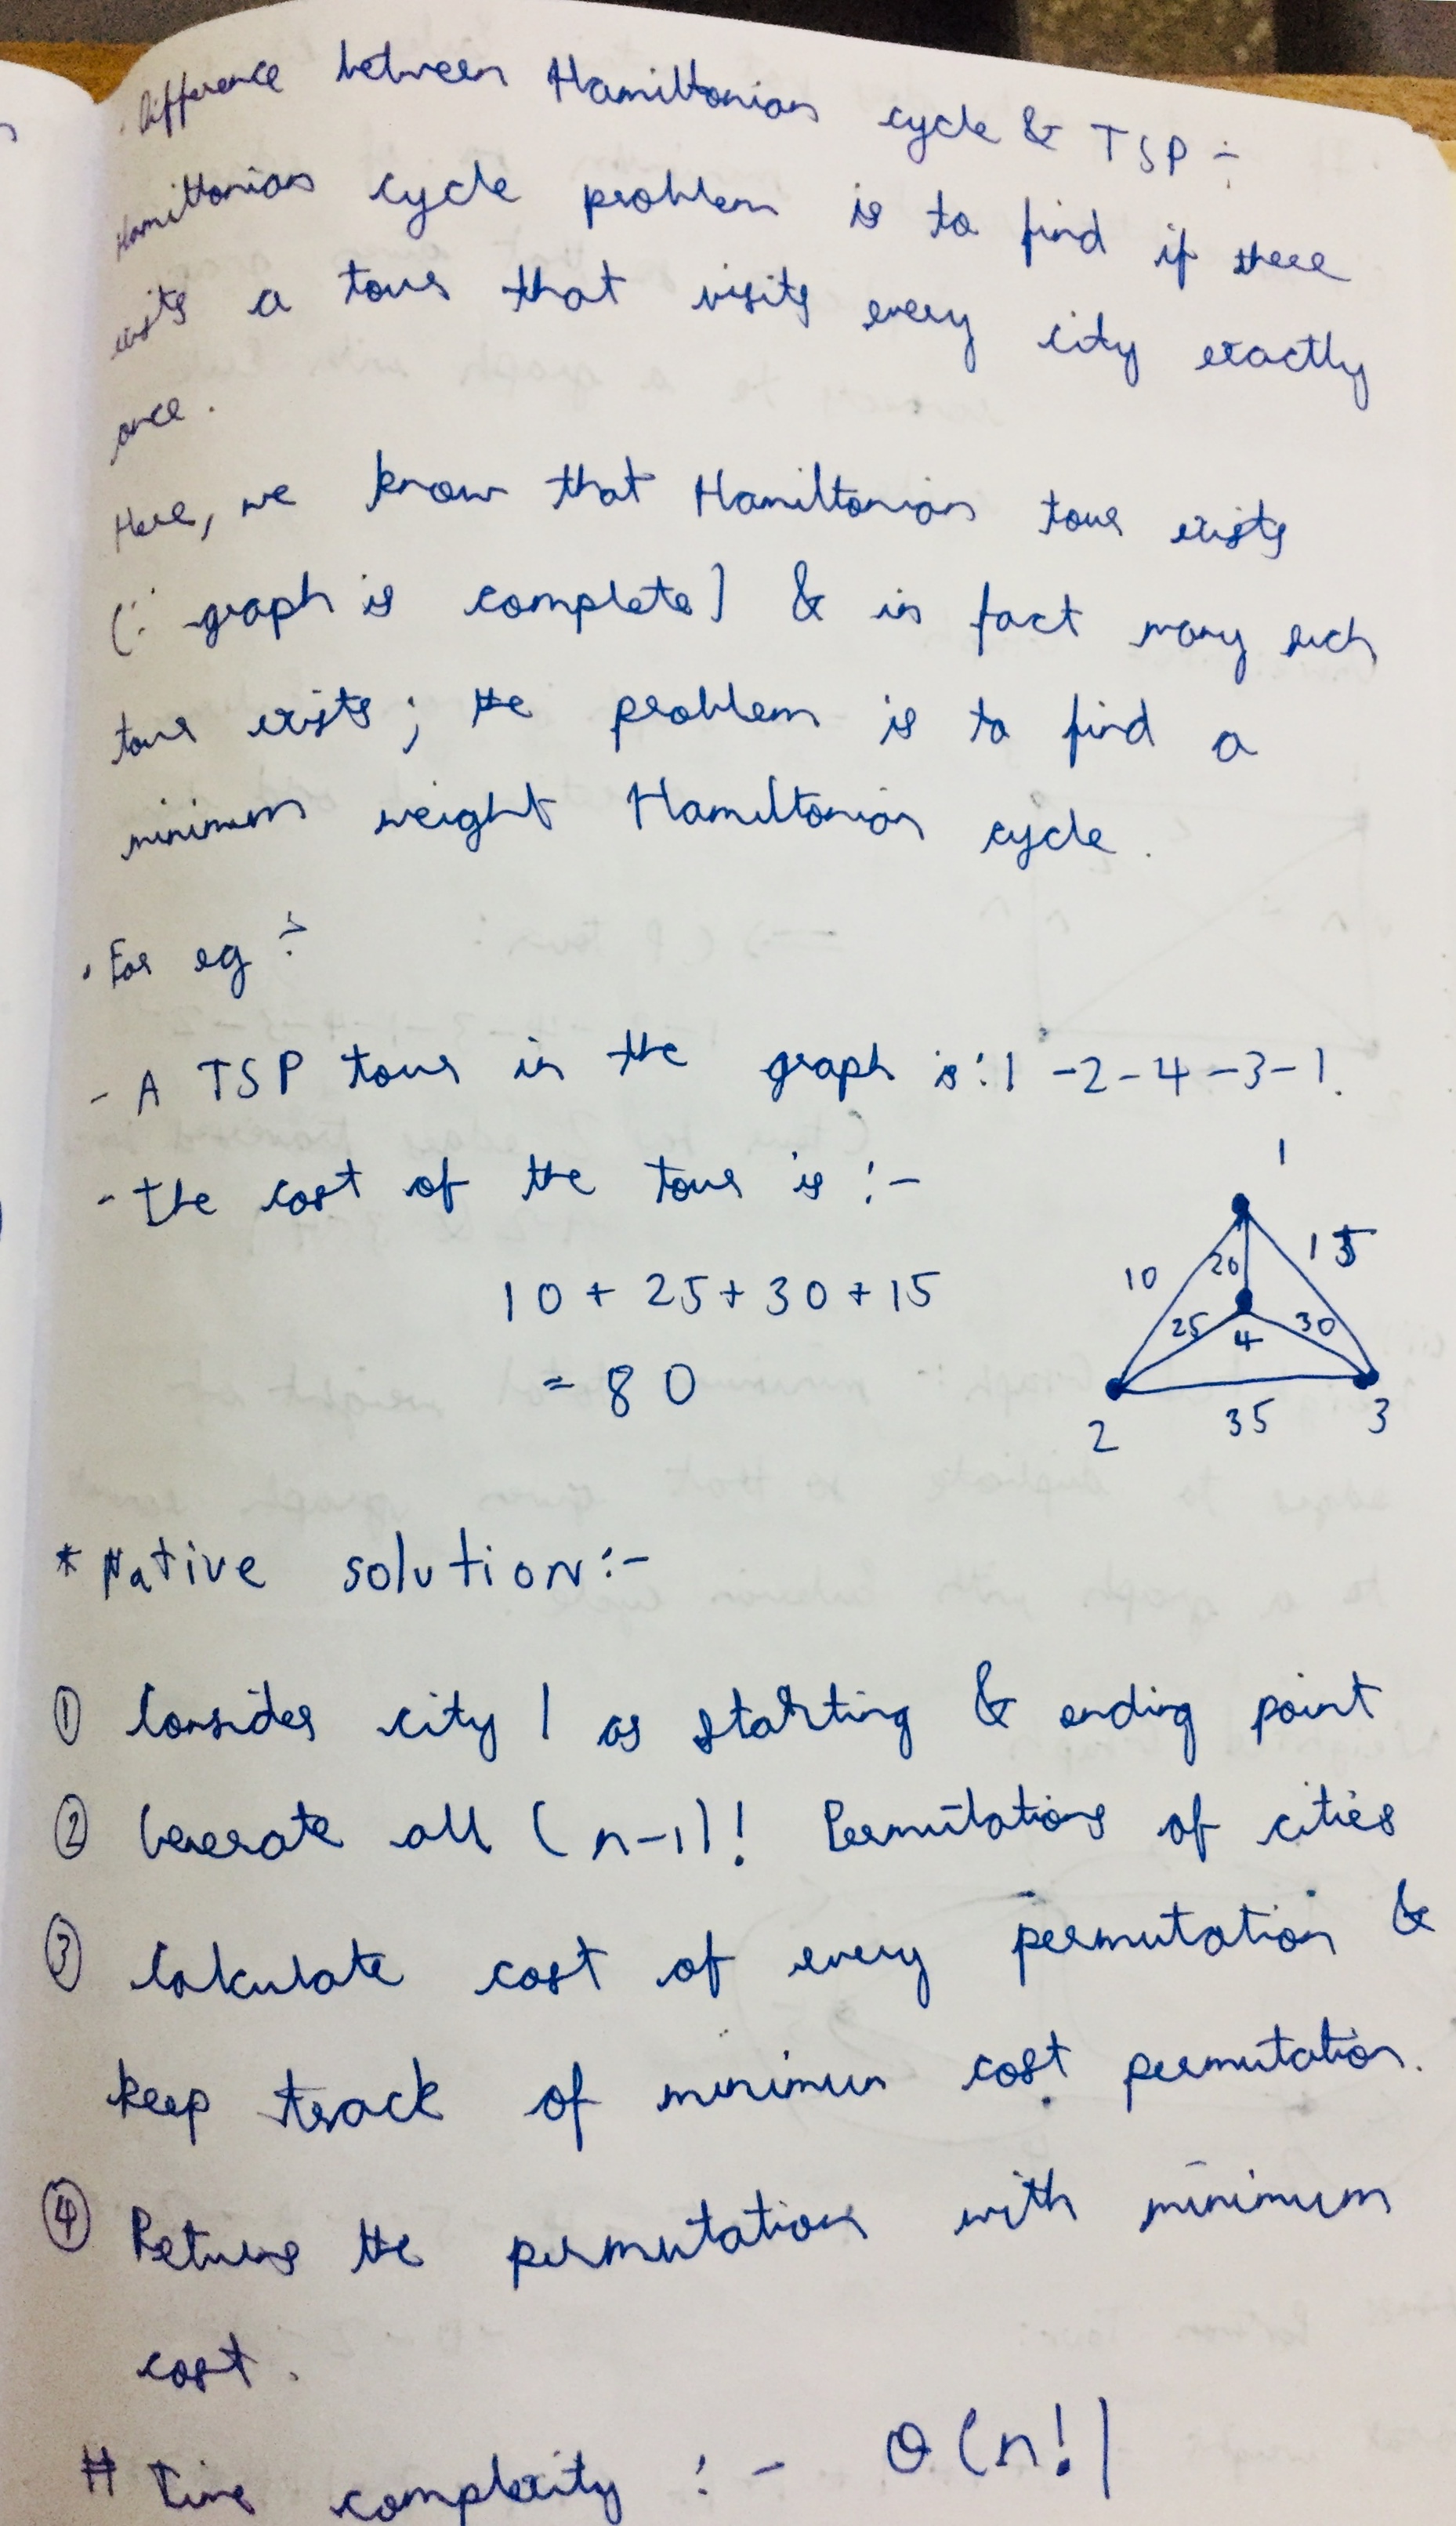 Difference between Hamiltonian cycle & TSP :-
Hamiltonian cycle problem is to find if there
exists a tour that visits every city exactly
once.
Here, we know that Hamiltonian tour exists
(∵ graph is complete) & in fact many such
tour exists; the problem is to find a
minimum weight Hamiltonian cycle.
• For eg :-
- A TSP tour in the graph is: 1 -2-4-3-1.
- The cost of the tour is :-
10 + 25 + 30 + 15
= 80
1
10
20
15
25
4
30
2
35
3
* Native solution:-
① Consider city 1 as starting & ending point
② Generate all (n-1)! Permutations of cities
③ Calculate cost of every permutation &
keep track of minimum cost permutation.
④ Returns the permutation with minimum
cost.
# Time complexity :- θ(n!)